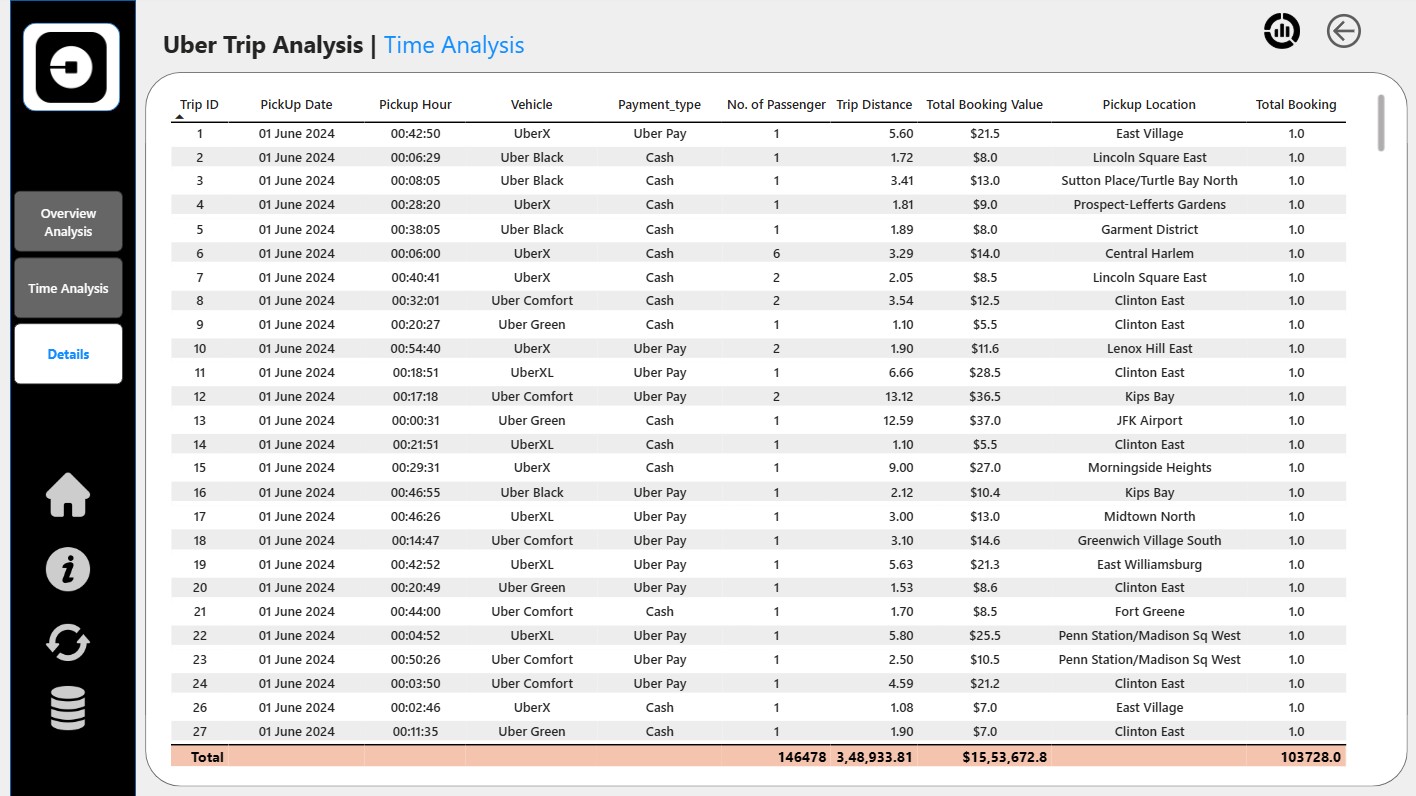 Uber Trip Analysis | Time Analysis
Overview
Analysis
Time Analysis
Details
Trip ID PickUp Date Pickup Hour Vehicle Payment_type No. of Passenger Trip Distance Total Booking Value Pickup Location Total Booking
1 01 June 2024 00:42:50 UberX Uber Pay 1 5.60 $21.5 East Village 1.0
2 01 June 2024 00:06:29 Uber Black Cash 1 1.72 $8.0 Lincoln Square East 1.0
3 01 June 2024 00:08:05 Uber Black Cash 1 3.41 $13.0 Sutton Place/Turtle Bay North 1.0
4 01 June 2024 00:28:20 UberX Cash 1 1.81 $9.0 Prospect-Lefferts Gardens 1.0
5 01 June 2024 00:38:05 Uber Black Cash 1 1.89 $8.0 Garment District 1.0
6 01 June 2024 00:06:00 UberX Cash 6 3.29 $14.0 Central Harlem 1.0
7 01 June 2024 00:40:41 UberX Cash 2 2.05 $8.5 Lincoln Square East 1.0
8 01 June 2024 00:32:01 Uber Comfort Cash 2 3.54 $12.5 Clinton East 1.0
9 01 June 2024 00:20:27 Uber Green Cash 1 1.10 $5.5 Clinton East 1.0
10 01 June 2024 00:54:40 UberX Uber Pay 2 1.90 $11.6 Lenox Hill East 1.0
11 01 June 2024 00:18:51 UberXL Uber Pay 1 6.66 $28.5 Clinton East 1.0
12 01 June 2024 00:17:18 Uber Comfort Uber Pay 2 13.12 $36.5 Kips Bay 1.0
13 01 June 2024 00:00:31 Uber Green Cash 1 12.59 $37.0 JFK Airport 1.0
14 01 June 2024 00:21:51 UberXL Cash 1 1.10 $5.5 Clinton East 1.0
15 01 June 2024 00:29:31 UberX Cash 1 9.00 $27.0 Morningside Heights 1.0
16 01 June 2024 00:46:55 Uber Black Uber Pay 1 2.12 $10.4 Kips Bay 1.0
17 01 June 2024 00:46:26 UberXL Uber Pay 1 3.00 $13.0 Midtown North 1.0
18 01 June 2024 00:14:47 Uber Comfort Uber Pay 1 3.10 $14.6 Greenwich Village South 1.0
19 01 June 2024 00:42:52 UberXL Uber Pay 1 5.63 $21.3 East Williamsburg 1.0
20 01 June 2024 00:20:49 Uber Green Uber Pay 1 1.53 $8.6 Clinton East 1.0
21 01 June 2024 00:44:00 Uber Comfort Cash 1 1.70 $8.5 Fort Greene 1.0
22 01 June 2024 00:04:52 UberXL Uber Pay 1 5.80 $25.5 Penn Station/Madison Sq West 1.0
23 01 June 2024 00:50:26 Uber Comfort Uber Pay 1 2.50 $10.5 Penn Station/Madison Sq West 1.0
24 01 June 2024 00:03:50 Uber Comfort Uber Pay 1 4.59 $21.2 Clinton East 1.0
26 01 June 2024 00:02:46 UberX Cash 1 1.08 $7.0 East Village 1.0
27 01 June 2024 00:11:35 Uber Green Cash 1 1.90 $7.0 Clinton East 1.0
Total 146478 3,48,933.81 $15,53,672.8 103728.0